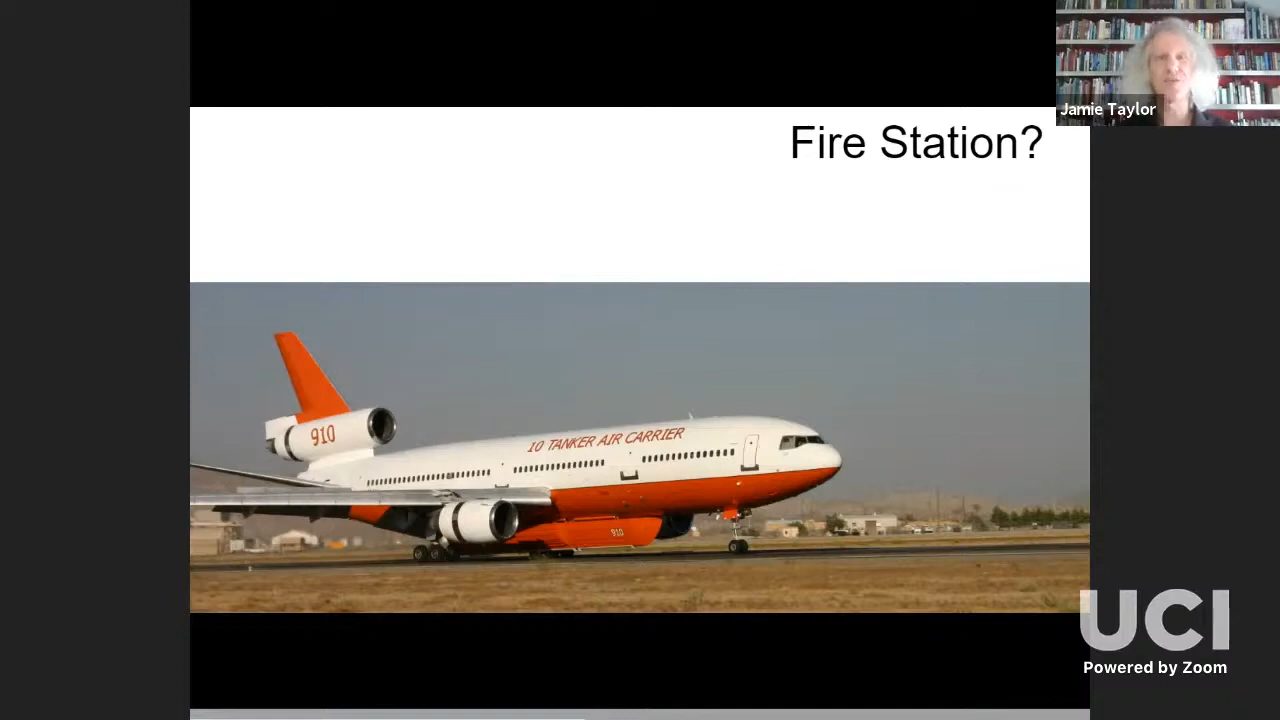 Jamie Taylor
Fire Station?
910
10 TANKER AIR CARRIER
910
UCI
Powered by Zoom